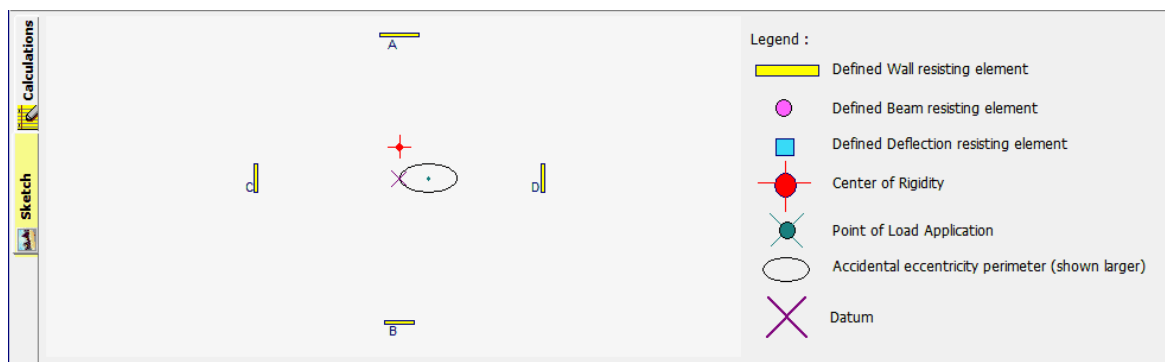 Calculations
Sketch
A
C
D
B
Legend :
Defined Wall resisting element
Defined Beam resisting element
Defined Deflection resisting element
Center of Rigidity
Point of Load Application
Accidental eccentricity perimeter (shown larger)
Datum